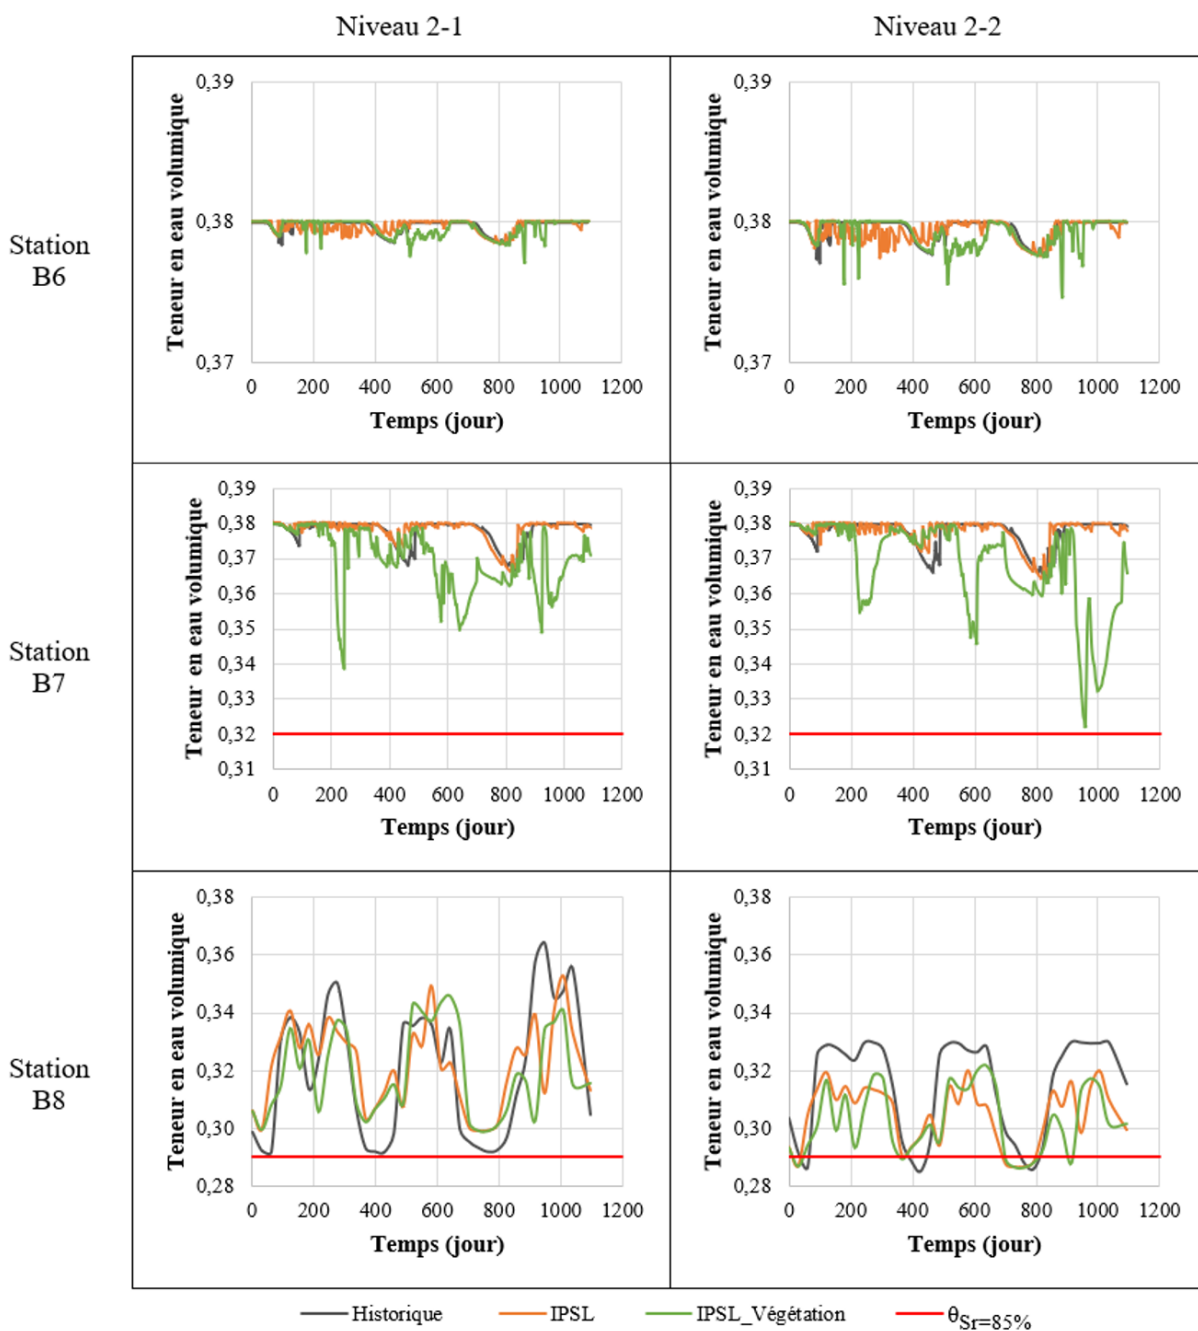 Niveau 2-1
Niveau 2-2
Station
B6
Teneur en eau volumique
0,39
0,38
0,37
0 200 400 600 800 1000 1200
Temps (jour)
Teneur en eau volumique
0,39
0,38
0,37
0 200 400 600 800 1000 1200
Temps (jour)
Station
B7
Teneur en eau volumique
0,39
0,38
0,37
0,36
0,35
0,34
0,33
0,32
0,31
0 200 400 600 800 1000 1200
Temps (jour)
Teneur en eau volumique
0,39
0,38
0,37
0,36
0,35
0,34
0,33
0,32
0,31
0 200 400 600 800 1000 1200
Temps (jour)
Station
B8
Teneur en eau volumique
0,38
0,36
0,34
0,32
0,30
0,28
0 200 400 600 800 1000 1200
Temps (jour)
Teneur en eau volumique
0,38
0,36
0,34
0,32
0,30
0,28
0 200 400 600 800 1000 1200
Temps (jour)
Historique IPSL IPSL_Végétation θSr=85%